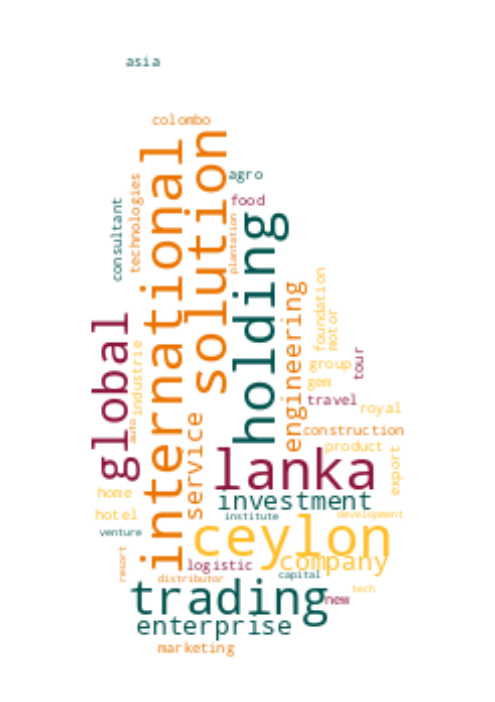 asia
colombo
international
solution
agro
technologies
consultant
food
plantation
holding
foundation
engineering
motor
global
industrie
tour
group
gem
travel
royal
auto
service
construction
product
lanka
export
home
investment
hotel
institute
development
ceylon
venture
company
resort
logistic
distributor
capital
trading
tech
new
enterprise
marketing